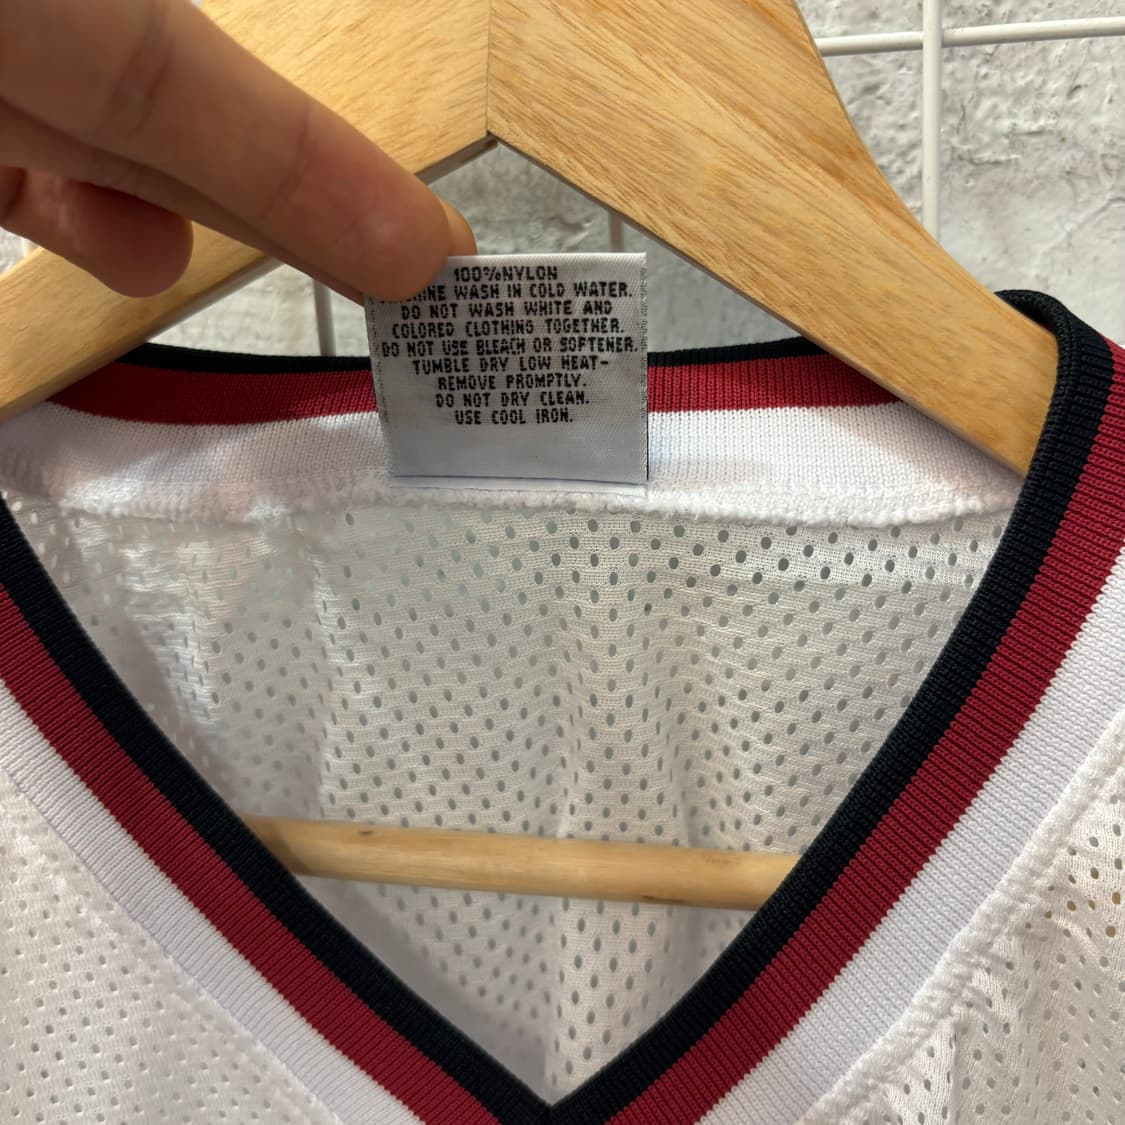 100%NYLON
MACHINE WASH IN COLD WATER.
DO NOT WASH WHITE AND
COLORED CLOTHING TOGETHER.
DO NOT USE BLEACH OR SOFTENER.
TUMBLE DRY LOW HEAT-
REMOVE PROMPTLY.
DO NOT DRY CLEAN.
USE COOL IRON.